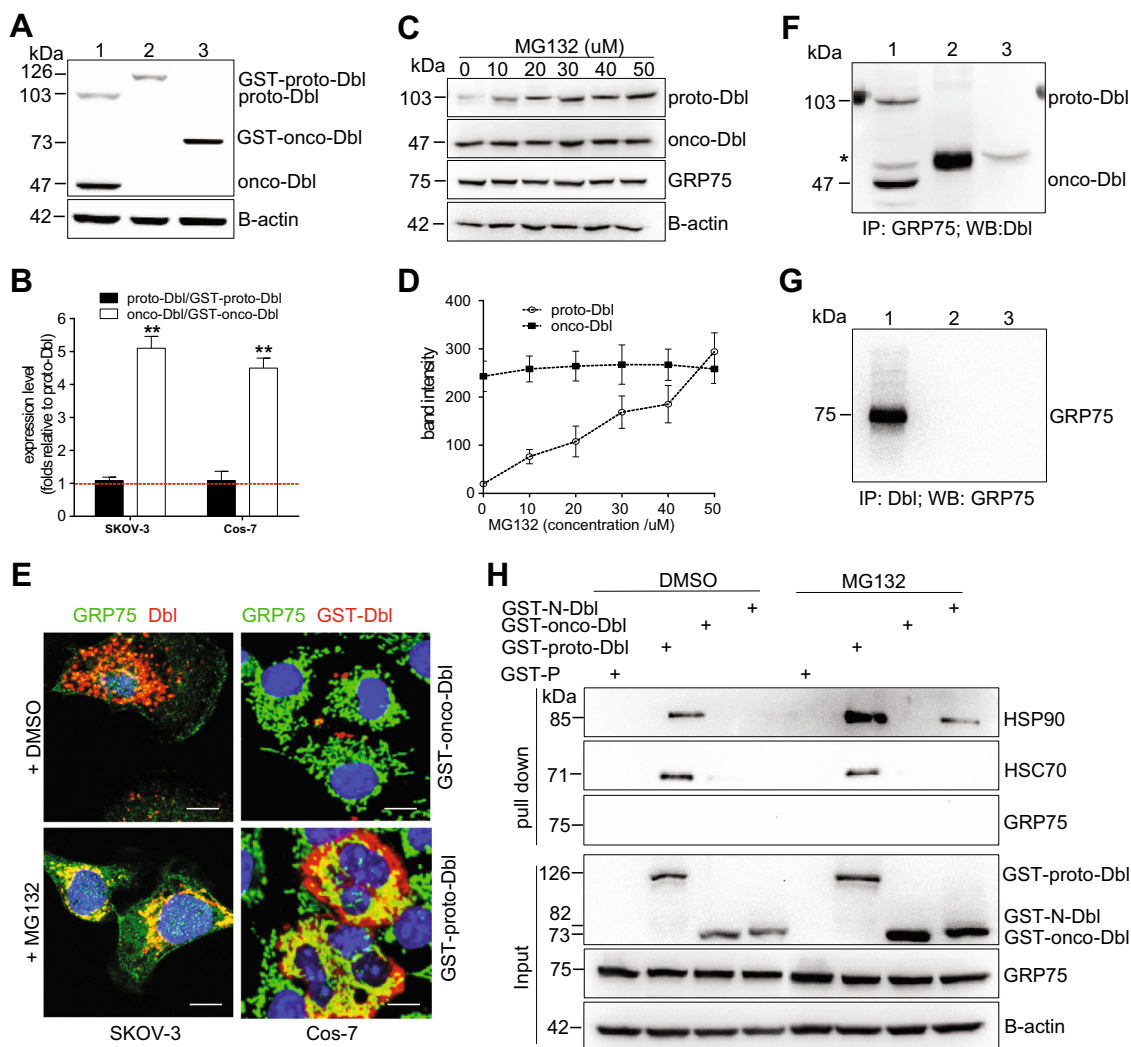 A
kDa
1 2 3
126
103
73
47
42
GST-proto-Dbl
proto-Dbl
GST-onco-Dbl
onco-Dbl
B-actin
B
proto-Dbl/GST-proto-Dbl
onco-Dbl/GST-onco-Dbl
expression level
(folds relative to proto-Dbl)
6
5
4
3
2
1
0
**
**
SKOV-3 Cos-7
C
MG132 (uM)
kDa
0 10 20 30 40 50
103 proto-Dbl
47 onco-Dbl
75 GRP75
42 B-actin
D
proto-Dbl
onco-Dbl
band intensity
400
300
200
100
0
0 10 20 30 40 50
MG132 (concentration /uM)
E
GRP75 Dbl
GRP75 GST-Dbl
+ DMSO
+ MG132
GST-onco-Dbl
GST-proto-Dbl
SKOV-3
Cos-7
F
kDa
1 2 3
103 proto-Dbl
*
47 onco-Dbl
IP: GRP75; WB:Dbl
G
kDa
1 2 3
75 GRP75
IP: Dbl; WB: GRP75
H
DMSO MG132
GST-N-Dbl + +
GST-onco-Dbl + +
GST-proto-Dbl + +
GST-P + +
kDa
pull down
85 HSP90
71 HSC70
75 GRP75
Input
126 GST-proto-Dbl
82 GST-N-Dbl
73 GST-onco-Dbl
75 GRP75
42 B-actin